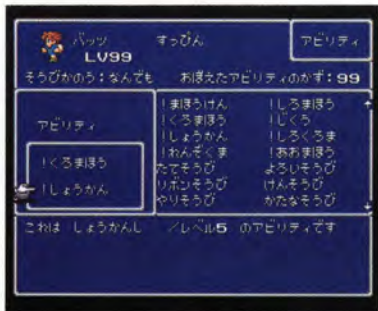 バッツ すっぴん アビリティ
LV99
そうびかのう:なんでも おぼえたアビリティのかず:99
アビリティ
!くろまほう
!しょうかん
!まほうけん !しろまほう
!くろまほう !じくう
!しょうかん !しろくろま
!れんぞくま !あおまほう
たてそうび よろいそうび
リボンそうび けんそうび
やりそうび かたなそうび
これは しょうかんし /レベル5 のアビリティです